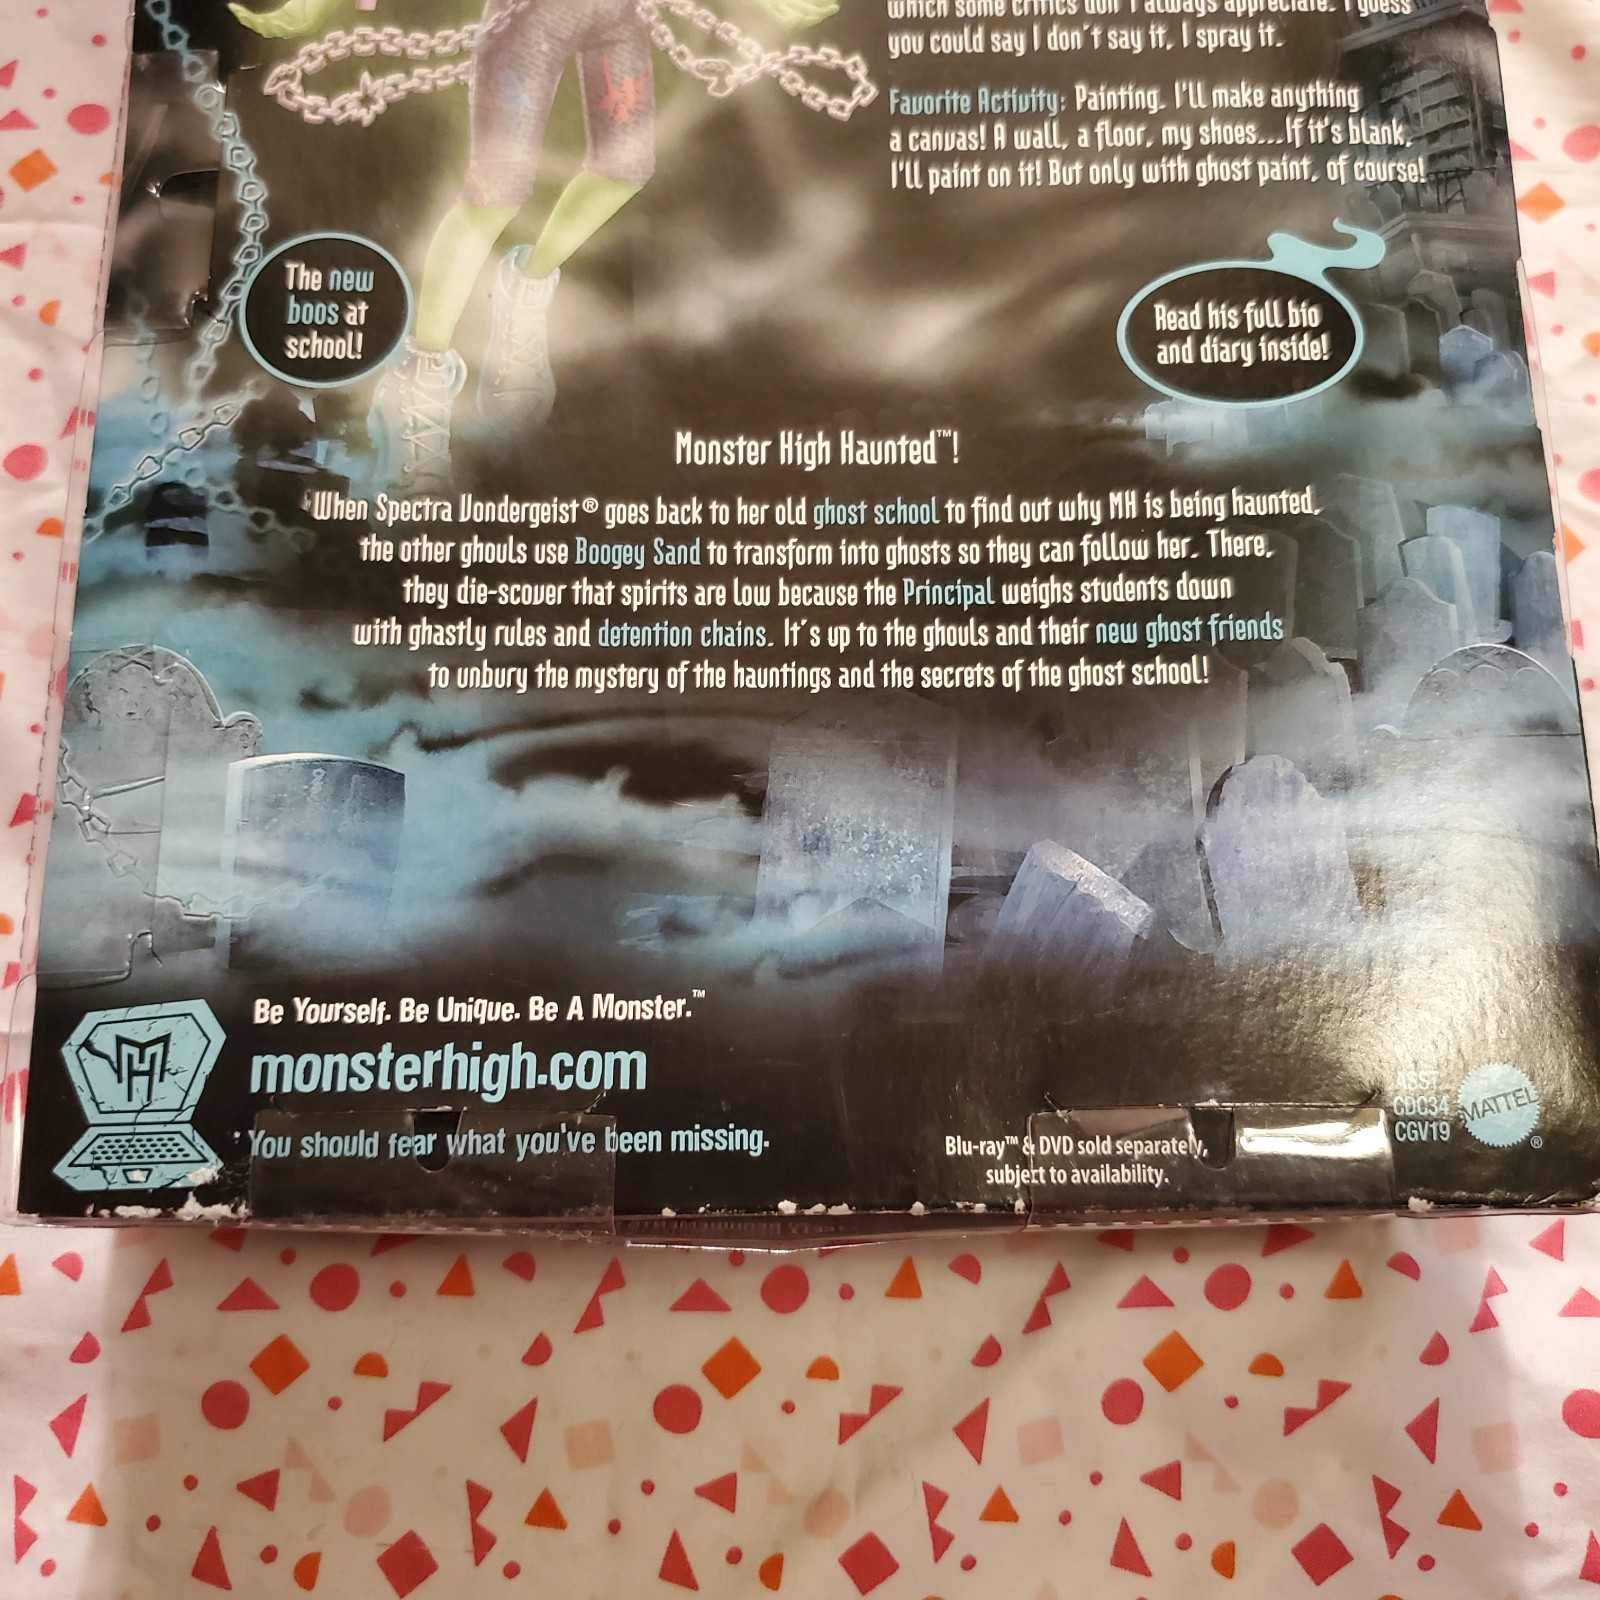 which some critics don't always appreciate. I guess
you could say I don't say it, I spray it.
Favorite Activity: Painting. I'll make anything
a canvas! A wall, a floor, my shoes...If it's blank,
I'll paint on it! But only with ghost paint, of course!
The new
boos at
school!
Read his full bio
and diary inside!
Monster High Haunted™!
When Spectra Vondergeist® goes back to her old ghost school to find out why MH is being haunted,
the other ghouls use Boogey Sand to transform into ghosts so they can follow her. There,
they die-scover that spirits are low because the Principal weighs students down
with ghastly rules and detention chains. It's up to the ghouls and their new ghost friends
to unbury the mystery of the hauntings and the secrets of the ghost school!
Be Yourself. Be Unique. Be A Monster.™
monsterhigh.com
You should fear what you've been missing.
MH
Blu-ray™ & DVD sold separately,
subject to availability.
ASST.
CDC34
CGV19
MATTEL
®